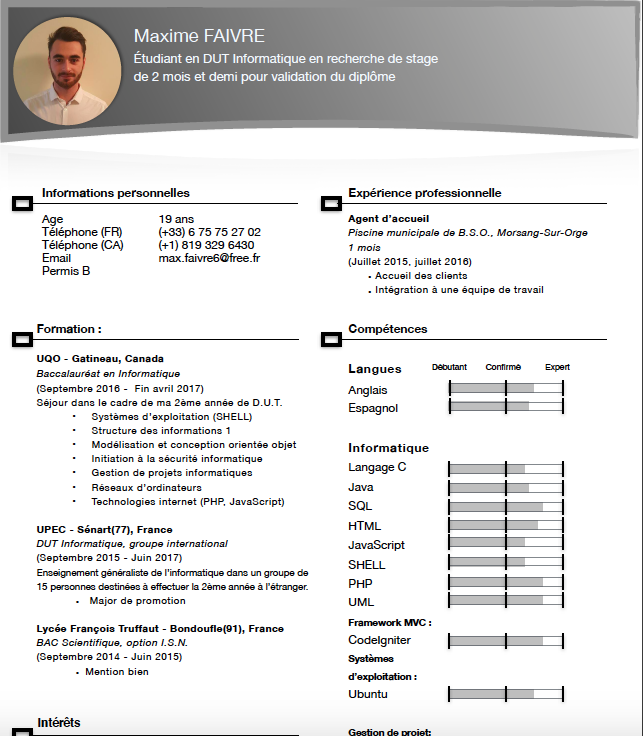 Maxime FAIVRE
Étudiant en DUT Informatique en recherche de stage
de 2 mois et demi pour validation du diplôme
Informations personnelles
Age 19 ans
Téléphone (FR) (+33) 6 75 75 27 02
Téléphone (CA) (+1) 819 329 6430
Email max.faivre6@free.fr
Permis B
Formation :
UQO - Gatineau, Canada
Baccalauréat en Informatique
(Septembre 2016 - Fin avril 2017)
Séjour dans le cadre de ma 2ème année de D.U.T.
• Systèmes d'exploitation (SHELL)
• Structure des informations 1
• Modélisation et conception orientée objet
• Initiation à la sécurité informatique
• Gestion de projets informatiques
• Réseaux d'ordinateurs
• Technologies internet (PHP, JavaScript)
UPEC - Sénart(77), France
DUT Informatique, groupe international
(Septembre 2015 - Juin 2017)
Enseignement généraliste de l'informatique dans un groupe de
15 personnes destinées à effectuer la 2ème année à l'étranger.
• Major de promotion
Lycée François Truffaut - Bondoufle(91), France
BAC Scientifique, option I.S.N.
(Septembre 2014 - Juin 2015)
• Mention bien
Intérêts
Expérience professionnelle
Agent d'accueil
Piscine municipale de B.S.O., Morsang-Sur-Orge
1 mois
(Juillet 2015, juillet 2016)
• Accueil des clients
• Intégration à une équipe de travail
Compétences
Langues Débutant Confirmé Expert
Anglais
Espagnol
Informatique
Langage C
Java
SQL
HTML
JavaScript
SHELL
PHP
UML
Framework MVC :
CodeIgniter
Systèmes
d'exploitation :
Ubuntu
Gestion de projet: